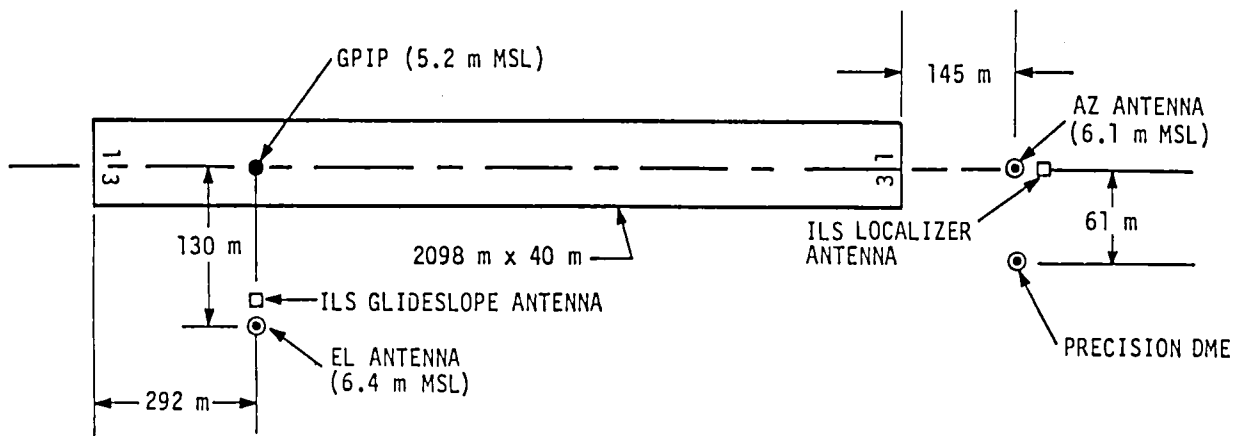 GPIP (5.2 m MSL)
145 m
AZ ANTENNA
(6.1 m MSL)
13
31
130 m
2098 m x 40 m
ILS LOCALIZER
ANTENNA
61 m
ILS GLIDESLOPE ANTENNA
EL ANTENNA
(6.4 m MSL)
PRECISION DME
292 m